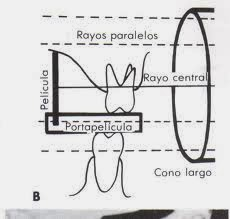 Rayos paralelos
Rayo central
Película
Portapelícula
Cono largo
B